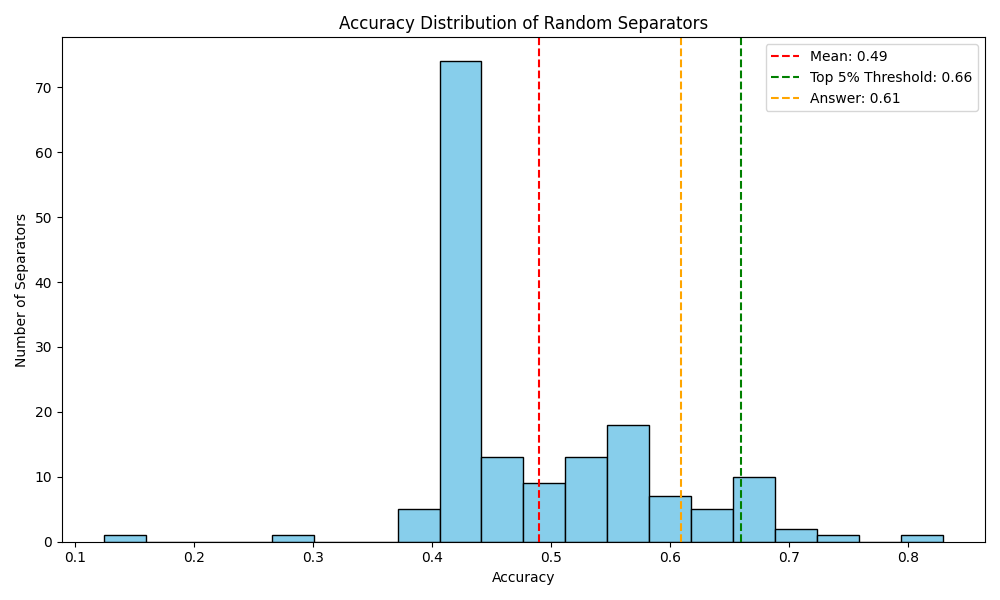 Accuracy Distribution of Random Separators
Mean: 0.49
Top 5% Threshold: 0.66
Answer: 0.61
Number of Separators
70
60
50
40
30
20
10
0
0.1 0.2 0.3 0.4 0.5 0.6 0.7 0.8
Accuracy